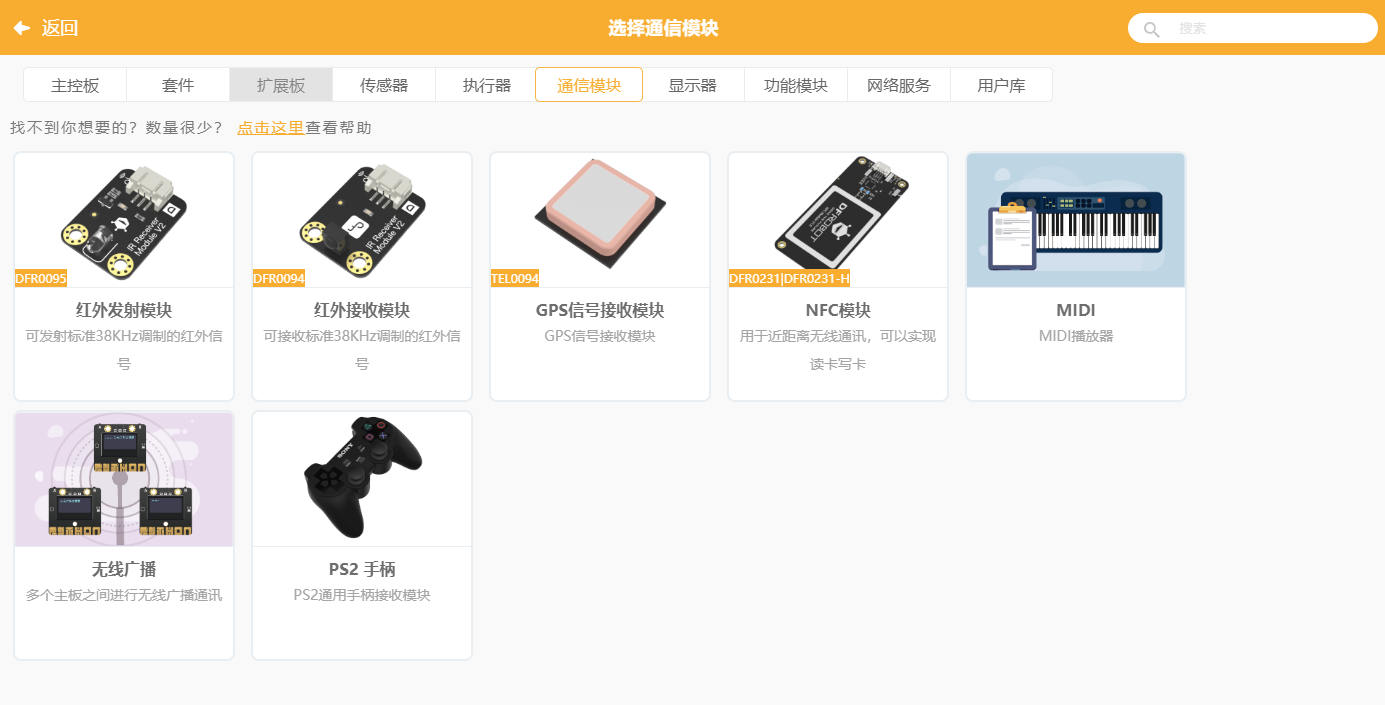 返回
选择通信模块
搜索
主控板
套件
扩展板
传感器
执行器
通信模块
显示器
功能模块
网络服务
用户库
找不到你想要的？数量很少？ 点击这里查看帮助
D
IR Receiver
Module V2
DFR0095
红外发射模块
可发射标准38KHz调制的红外信
号
D
IR Receiver
Module V2
DFR0094
红外接收模块
可接收标准38KHz调制的红外信
号
TEL0094
GPS信号接收模块
GPS信号接收模块
DFROBOT
DFR0231|DFR0231-H
NFC模块
用于近距离无线通讯，可以实现
读卡写卡
MIDI
MIDI播放器
无线广播
多个主板之间进行无线广播通讯
SONY
PS2 手柄
PS2通用手柄接收模块